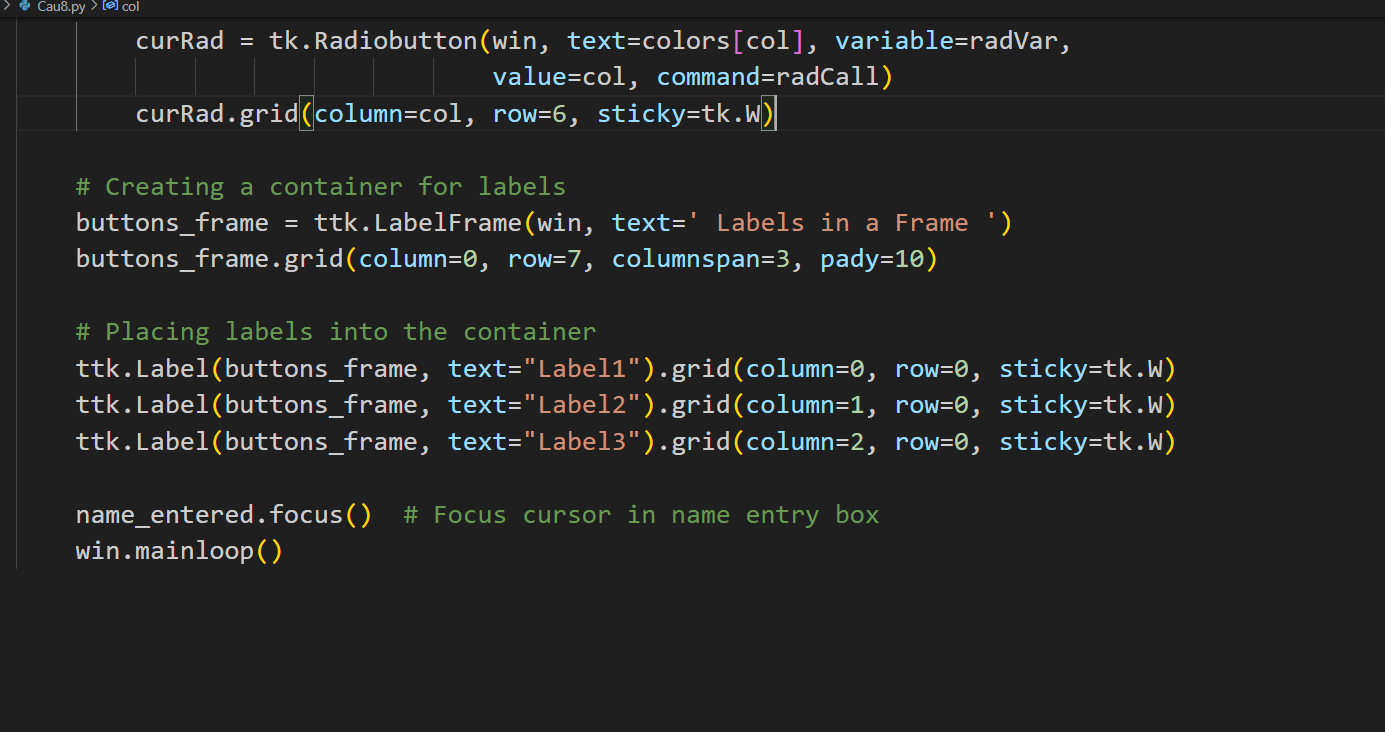 > Cau8.py > col
curRad = tk.Radiobutton(win, text=colors[col], variable=radVar,
value=col, command=radCall)
curRad.grid(column=col, row=6, sticky=tk.W)
# Creating a container for labels
buttons_frame = ttk.LabelFrame(win, text=' Labels in a Frame ')
buttons_frame.grid(column=0, row=7, columnspan=3, pady=10)
# Placing labels into the container
ttk.Label(buttons_frame, text="Label1").grid(column=0, row=0, sticky=tk.W)
ttk.Label(buttons_frame, text="Label2").grid(column=1, row=0, sticky=tk.W)
ttk.Label(buttons_frame, text="Label3").grid(column=2, row=0, sticky=tk.W)
name_entered.focus()  # Focus cursor in name entry box
win.mainloop()